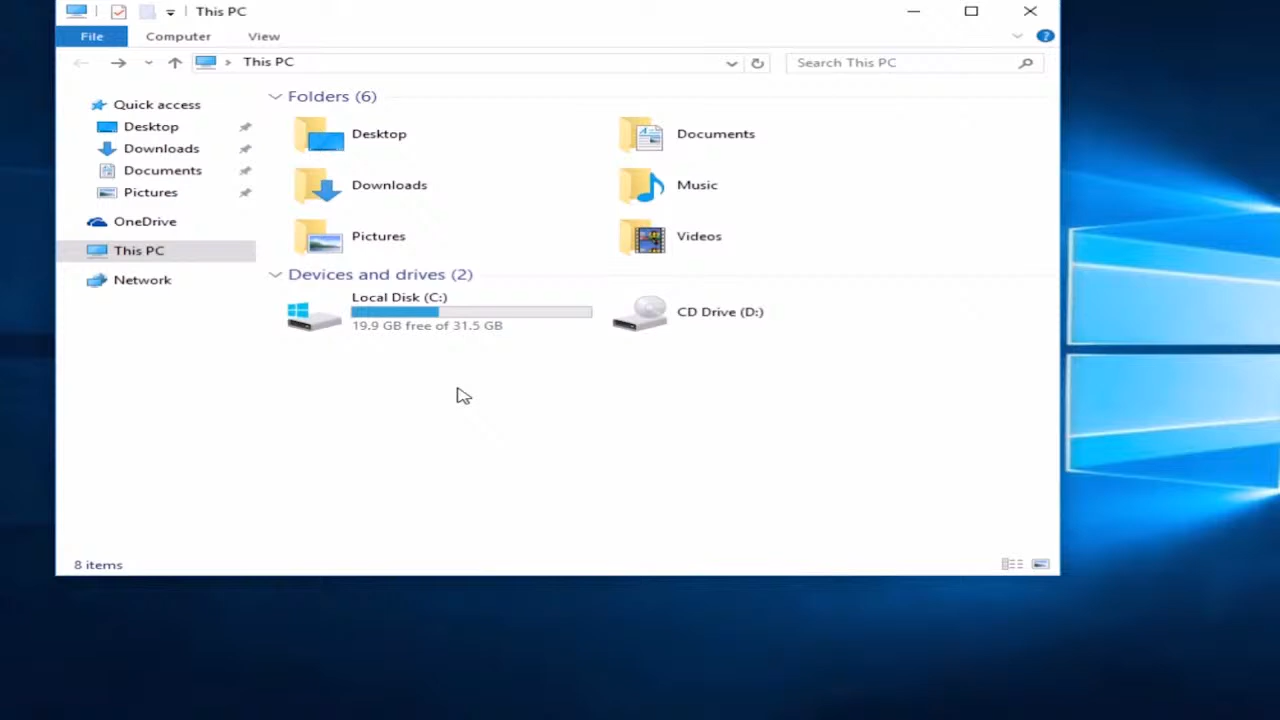 This PC
File Computer View ?
This PC
Search This PC
Quick access
Desktop
Downloads
Documents
Pictures
OneDrive
This PC
Network
Folders (6)
Desktop
Documents
Downloads
Music
Pictures
Videos
Devices and drives (2)
Local Disk (C:)
19.9 GB free of 31.5 GB
CD Drive (D:)
8 items